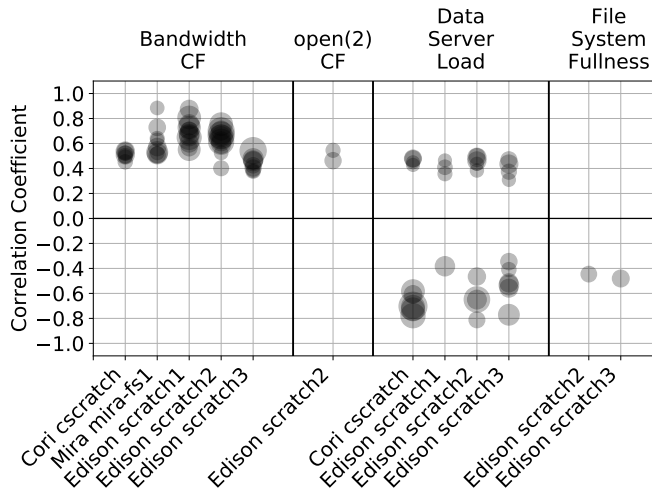 Bandwidth
CF
open(2)
CF
Data
Server
Load
File
System
Fullness
Correlation Coefficient
1.0
0.8
0.6
0.4
0.2
0.0
−0.2
−0.4
−0.6
−0.8
−1.0
Cori cscratch
Mira mira-fs1
Edison scratch1
Edison scratch2
Edison scratch3
Edison scratch2
Cori cscratch
Edison scratch1
Edison scratch2
Edison scratch3
Edison scratch2
Edison scratch3